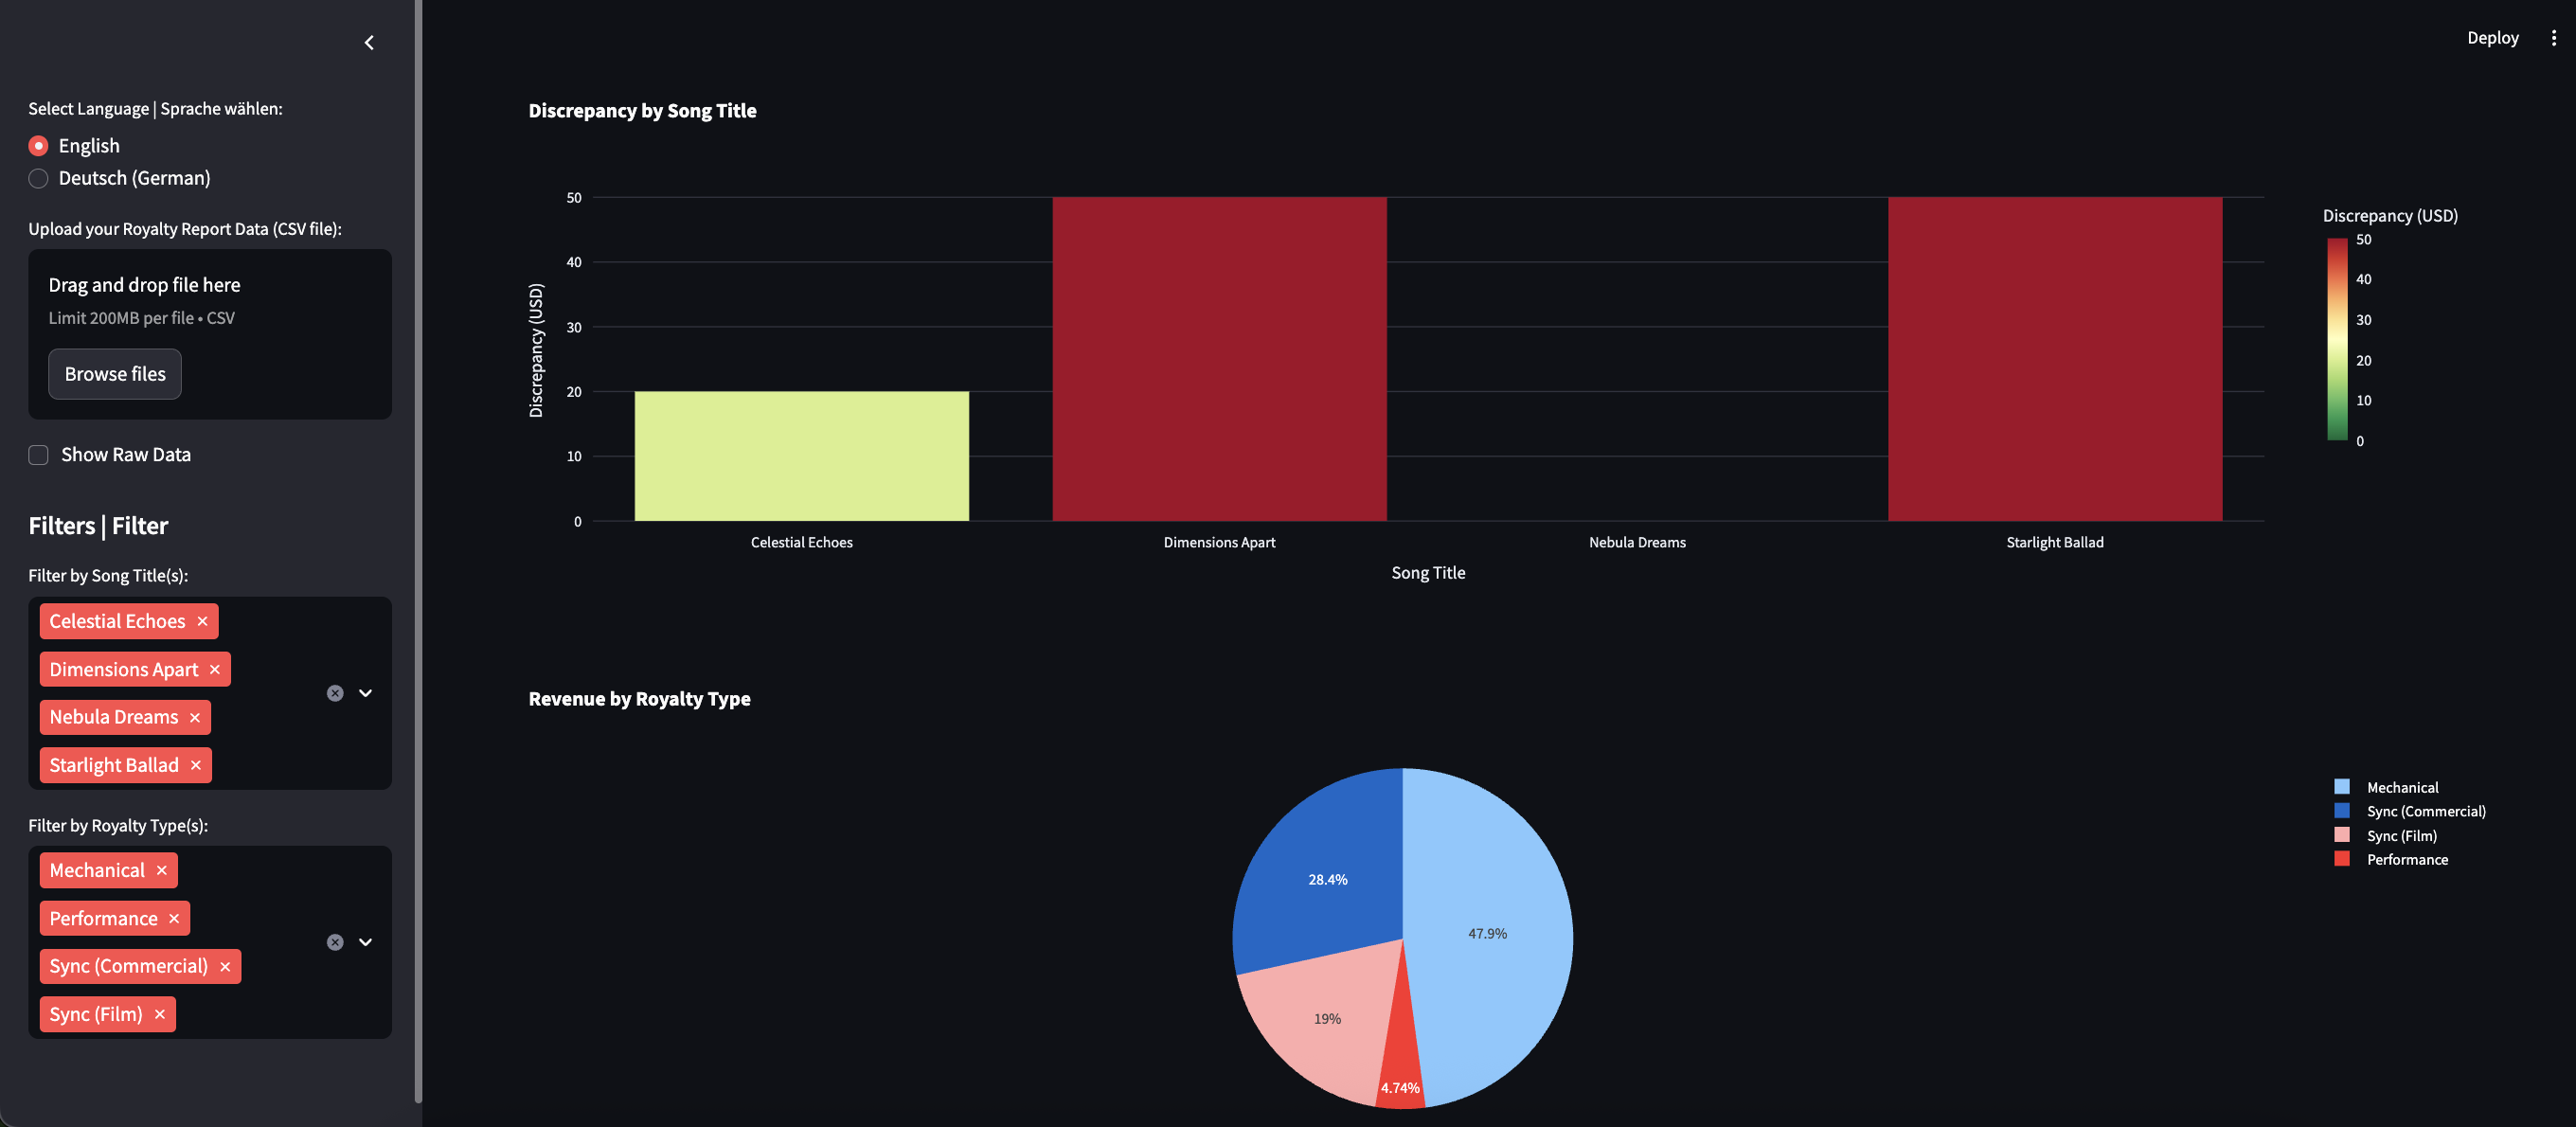 Select Language | Sprache wählen:
English
Deutsch (German)
Upload your Royalty Report Data (CSV file):
Drag and drop file here
Limit 200MB per file • CSV
Browse files
Show Raw Data
Filters | Filter
Filter by Song Title(s):
Celestial Echoes
Dimensions Apart
Nebula Dreams
Starlight Ballad
Filter by Royalty Type(s):
Mechanical
Performance
Sync (Commercial)
Sync (Film)
Deploy
Discrepancy by Song Title
Discrepancy (USD)
50
40
30
20
10
0
Celestial Echoes
Dimensions Apart
Nebula Dreams
Starlight Ballad
Song Title
Discrepancy (USD)
50
40
30
20
10
0
Revenue by Royalty Type
28.4%
47.9%
19%
4.74%
Mechanical
Sync (Commercial)
Sync (Film)
Performance